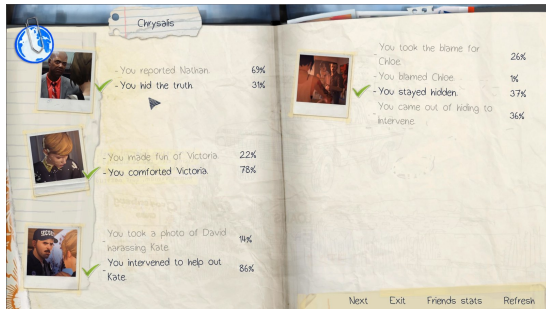 Chrysalis
- You reported Nathan. 69%
- You hid the truth. 31%
- You made fun of Victoria. 22%
- You comforted Victoria. 78%
- You took a photo of David
harassing Kate. 14%
- You intervened to help out
Kate. 86%
- You took the blame for
Chloe. 26%
- You blamed Chloe. 1%
- You stayed hidden. 37%
- You came out of hiding to
intervene. 36%
Next Exit Friends stats Refresh